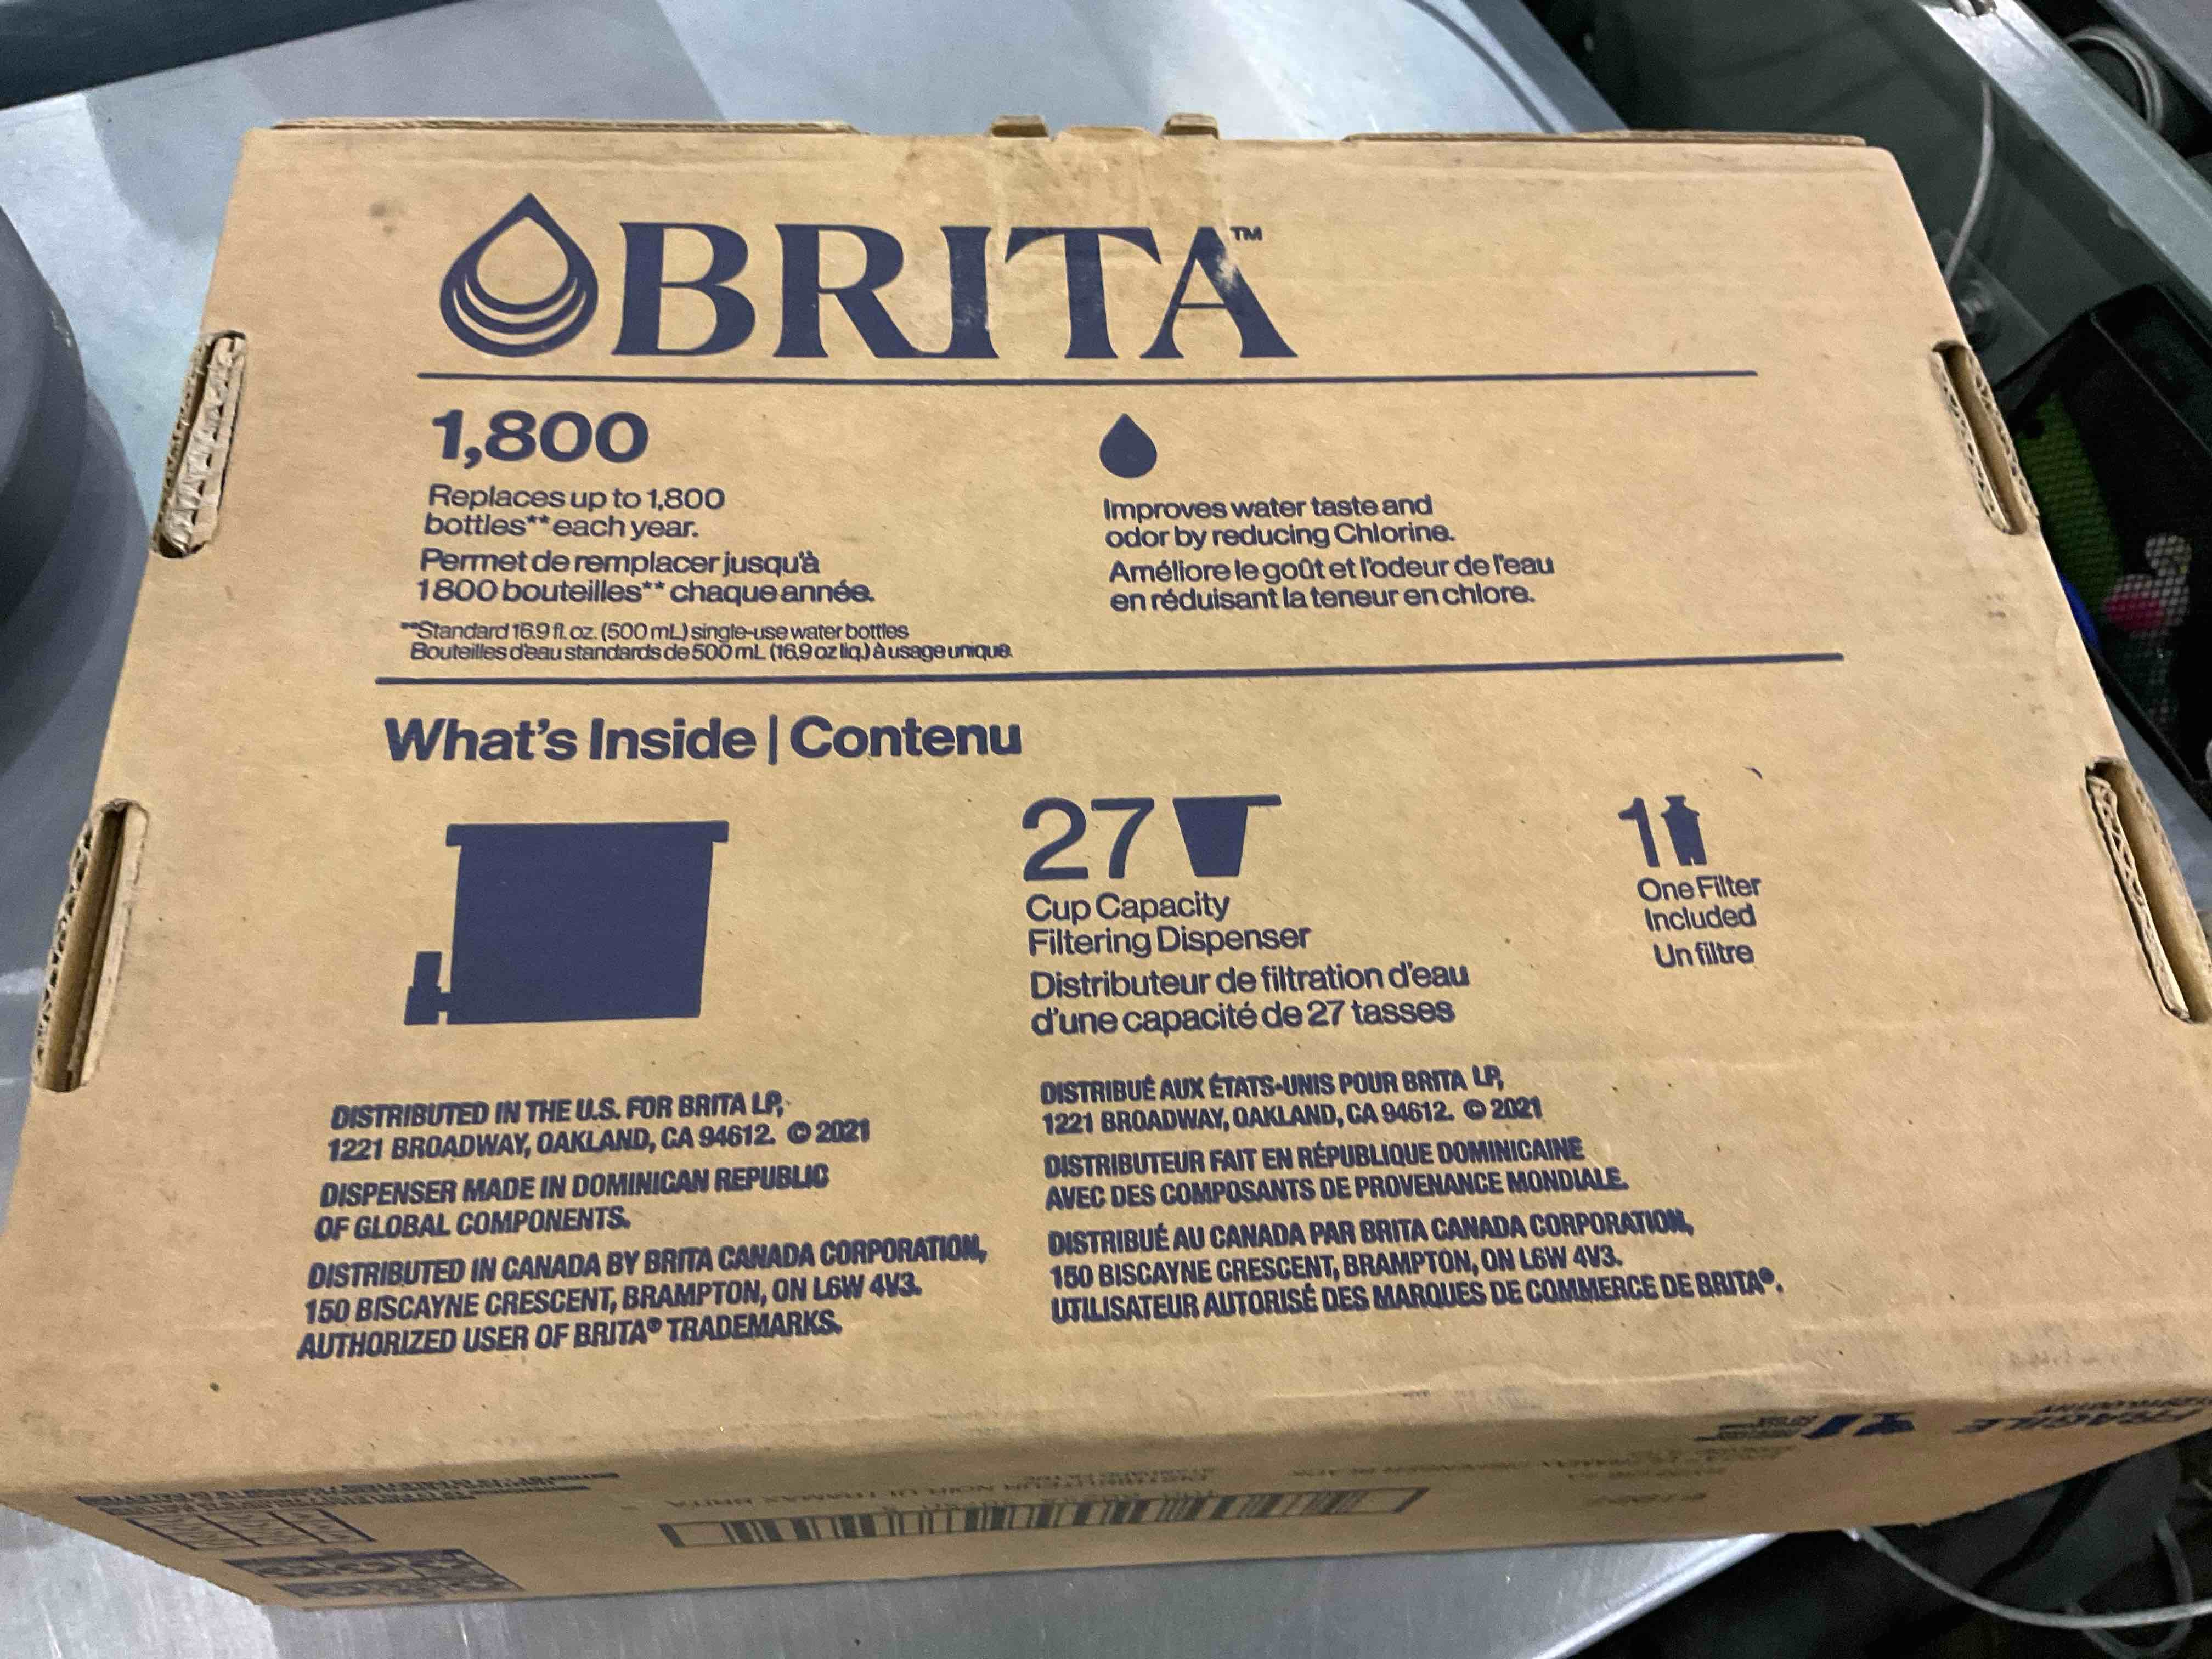 BRITA™
1,800
Replaces up to 1,800
bottles** each year.
Permet de remplacer jusqu'à
1800 bouteilles** chaque année.
**Standard 16.9 fl. oz. (500 mL) single-use water bottles
Bouteilles d'eau standards de 500 mL (16,9 oz liq.) à usage unique.
Improves water taste and
odor by reducing Chlorine.
Améliore le goût et l'odeur de l'eau
en réduisant la teneur en chlore.
What's Inside | Contenu
27
Cup Capacity
Filtering Dispenser
Distributeur de filtration d'eau
d'une capacité de 27 tasses
1
One Filter
Included
Un filtre
DISTRIBUTED IN THE U.S. FOR BRITA LP,
1221 BROADWAY, OAKLAND, CA 94612. © 2021
DISPENSER MADE IN DOMINICAN REPUBLIC
OF GLOBAL COMPONENTS.
DISTRIBUTED IN CANADA BY BRITA CANADA CORPORATION,
150 BISCAYNE CRESCENT, BRAMPTON, ON L6W 4V3.
AUTHORIZED USER OF BRITA® TRADEMARKS.
DISTRIBUÉ AUX ÉTATS-UNIS POUR BRITA LP,
1221 BROADWAY, OAKLAND, CA 94612. © 2021
DISTRIBUTEUR FAIT EN RÉPUBLIQUE DOMINICAINE
AVEC DES COMPOSANTS DE PROVENANCE MONDIALE.
DISTRIBUÉ AU CANADA PAR BRITA CANADA CORPORATION,
150 BISCAYNE CRESCENT, BRAMPTON, ON L6W 4V3.
UTILISATEUR AUTORISÉ DES MARQUES DE COMMERCE DE BRITA®.
FRAGILE